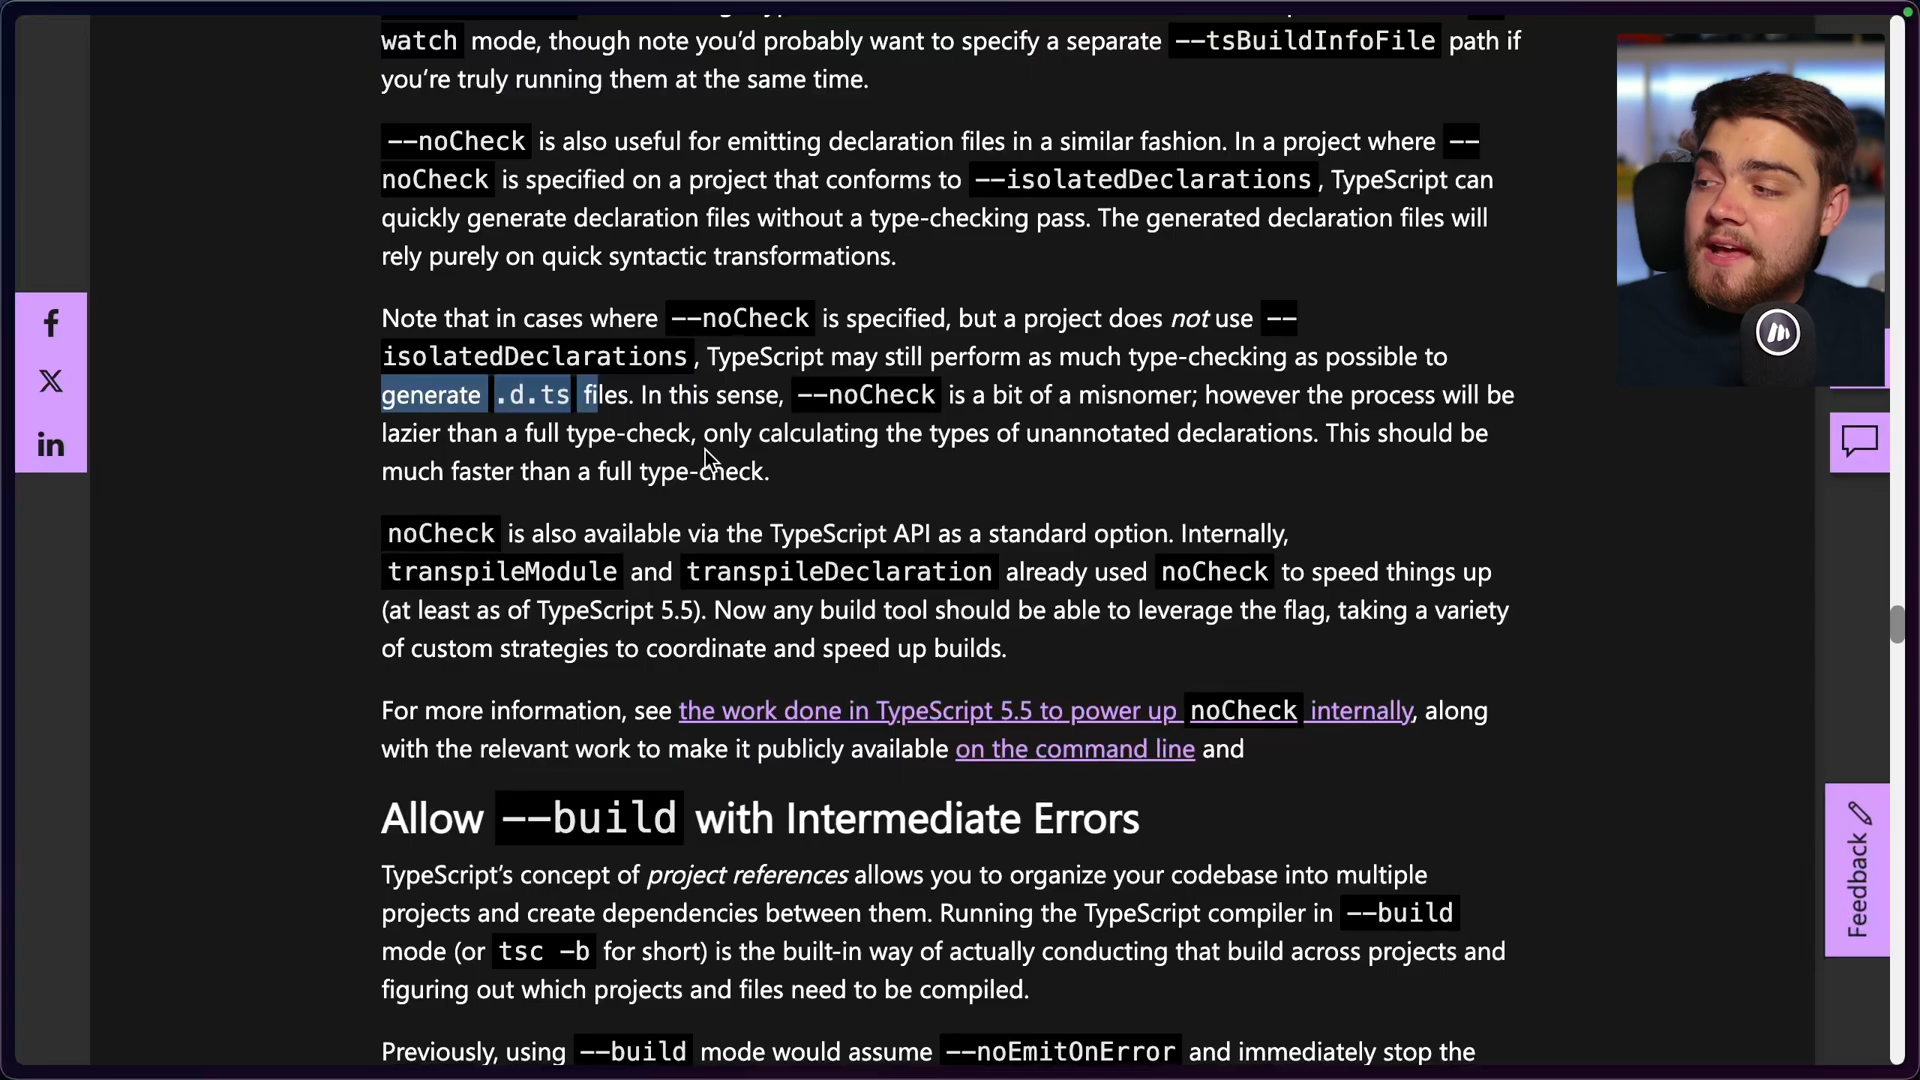 watch mode, though note you’d probably want to specify a separate --tsBuildInfoFile path if
you’re truly running them at the same time.
--noCheck is also useful for emitting declaration files in a similar fashion. In a project where --
noCheck is specified on a project that conforms to --isolatedDeclarations, TypeScript can
quickly generate declaration files without a type-checking pass. The generated declaration files will
rely purely on quick syntactic transformations.
Note that in cases where --noCheck is specified, but a project does not use --
isolatedDeclarations, TypeScript may still perform as much type-checking as possible to
generate .d.ts files. In this sense, --noCheck is a bit of a misnomer; however the process will be
lazier than a full type-check, only calculating the types of unannotated declarations. This should be
much faster than a full type-check.
noCheck is also available via the TypeScript API as a standard option. Internally,
transpileModule and transpileDeclaration already used noCheck to speed things up
(at least as of TypeScript 5.5). Now any build tool should be able to leverage the flag, taking a variety
of custom strategies to coordinate and speed up builds.
For more information, see the work done in TypeScript 5.5 to power up noCheck internally, along
with the relevant work to make it publicly available on the command line and
Allow --build with Intermediate Errors
TypeScript’s concept of project references allows you to organize your codebase into multiple
projects and create dependencies between them. Running the TypeScript compiler in --build
mode (or tsc -b for short) is the built-in way of actually conducting that build across projects and
figuring out which projects and files need to be compiled.
Previously, using --build mode would assume --noEmitOnError and immediately stop the
Feedback